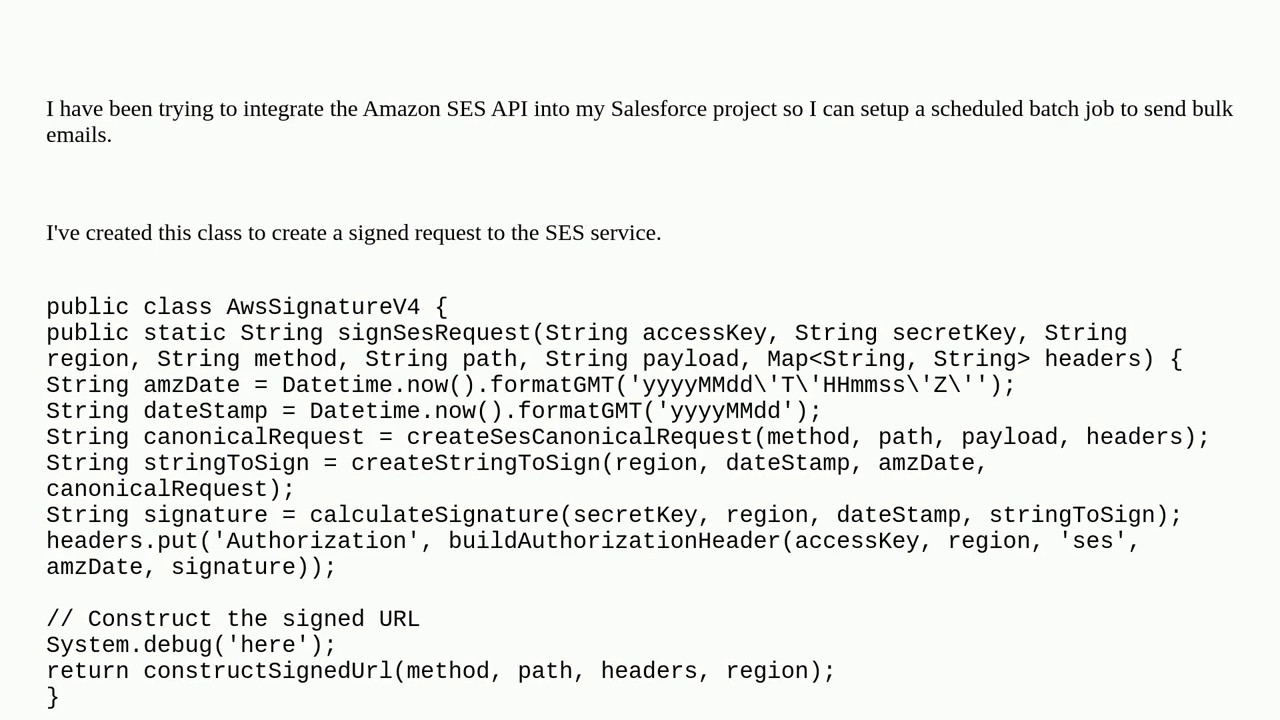 I have been trying to integrate the Amazon SES API into my Salesforce project so I can setup a scheduled batch job to send bulk
emails.
I've created this class to create a signed request to the SES service.
public class AwsSignatureV4 {
public static String signSesRequest(String accessKey, String secretKey, String
region, String method, String path, String payload, Map<String, String> headers) {
String amzDate = Datetime.now().formatGMT('yyyyMMdd\'T\'HHmmss\'Z\'');
String dateStamp = Datetime.now().formatGMT('yyyyMMdd');
String canonicalRequest = createSesCanonicalRequest(method, path, payload, headers);
String stringToSign = createStringToSign(region, dateStamp, amzDate,
canonicalRequest);
String signature = calculateSignature(secretKey, region, dateStamp, stringToSign);
headers.put('Authorization', buildAuthorizationHeader(accessKey, region, 'ses',
amzDate, signature));
// Construct the signed URL
System.debug('here');
return constructSignedUrl(method, path, headers, region);
}